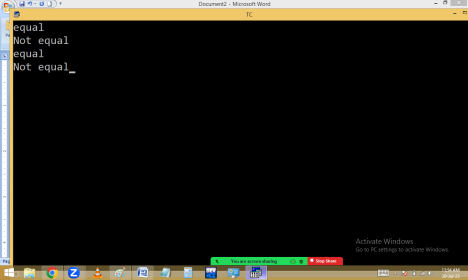 Document2 - Microsoft Word
TC
equal
Not equal
equal
Not equal
Activate Windows
Go to PC settings to activate Windows.
You are screen sharing
Stop Share